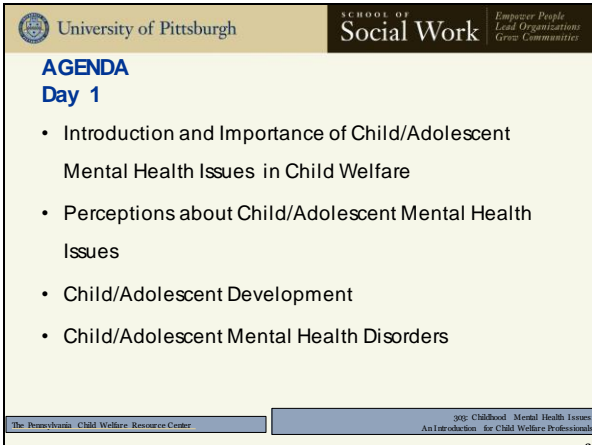 University of Pittsburgh
SCHOOL OF
Social Work
Empower People
Lead Organizations
Grow Communities
AGENDA
Day 1
• Introduction and Importance of Child/Adolescent
Mental Health Issues in Child Welfare
• Perceptions about Child/Adolescent Mental Health
Issues
• Child/Adolescent Development
• Child/Adolescent Mental Health Disorders
The Pennsylvania Child Welfare Resource Center
303: Childhood Mental Health Issues
An Introduction for Child Welfare Professionals